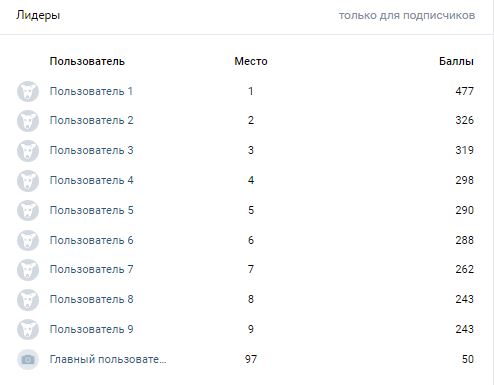 Лидеры только для подписчиков
Пользователь Место Баллы
Пользователь 1 1 477
Пользователь 2 2 326
Пользователь 3 3 319
Пользователь 4 4 298
Пользователь 5 5 290
Пользователь 6 6 288
Пользователь 7 7 262
Пользователь 8 8 243
Пользователь 9 9 243
Главный пользовате... 97 50